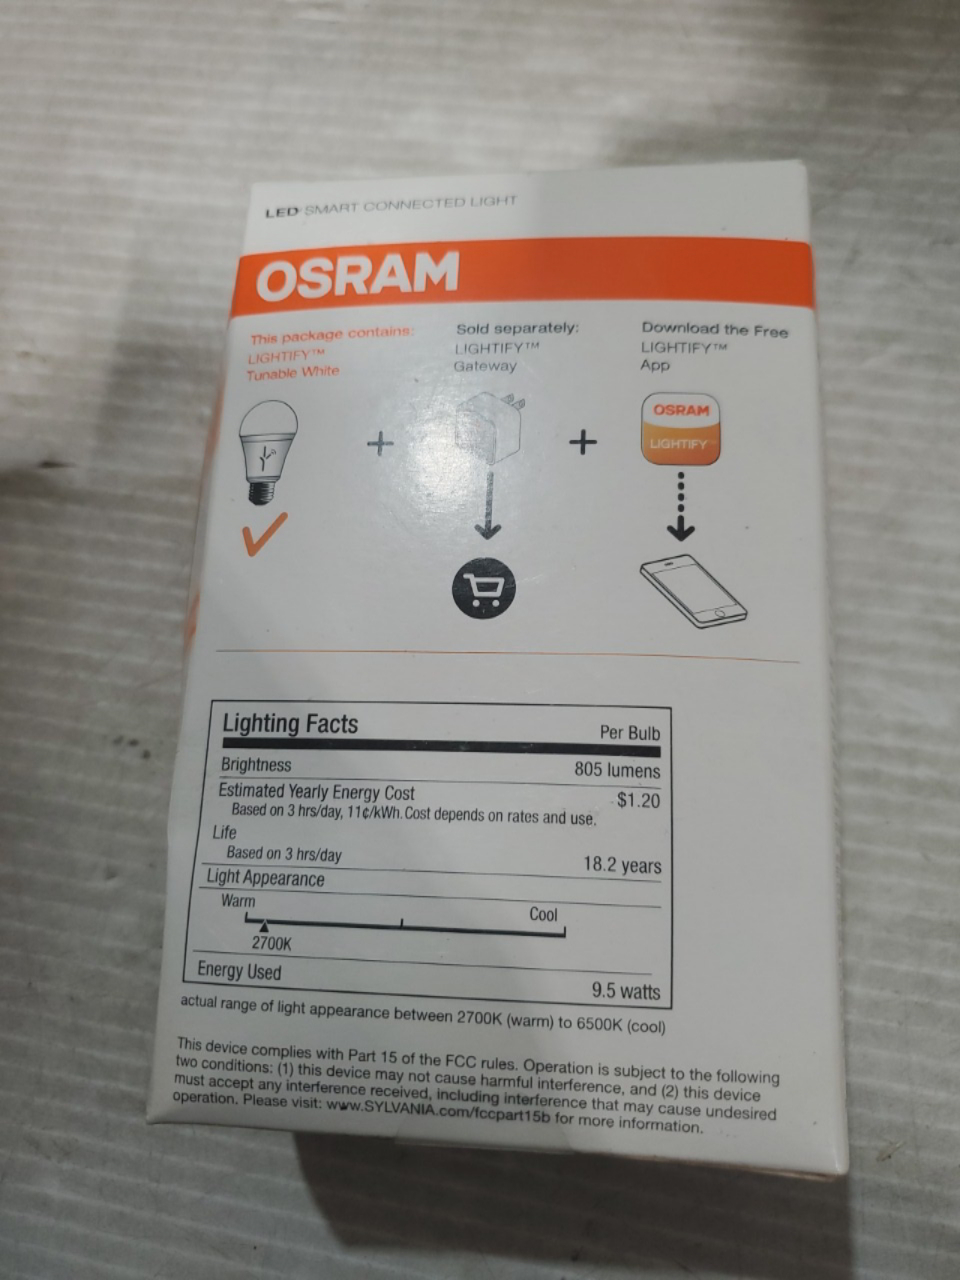 LED SMART CONNECTED LIGHT
OSRAM
This package contains:
LIGHTIFY™
Tunable White
Sold separately:
LIGHTIFY™
Gateway
Download the Free
LIGHTIFY™
App
OSRAM
LIGHTIFY™
Lighting Facts Per Bulb
Brightness 805 lumens
Estimated Yearly Energy Cost $1.20
Based on 3 hrs/day, 11¢/kWh. Cost depends on rates and use.
Life
Based on 3 hrs/day 18.2 years
Light Appearance
Warm Cool
2700K
Energy Used 9.5 watts
actual range of light appearance between 2700K (warm) to 6500K (cool)
This device complies with Part 15 of the FCC rules. Operation is subject to the following
two conditions: (1) this device may not cause harmful interference, and (2) this device
must accept any interference received, including interference that may cause undesired
operation. Please visit: www.SYLVANIA.com/fccpart15b for more information.